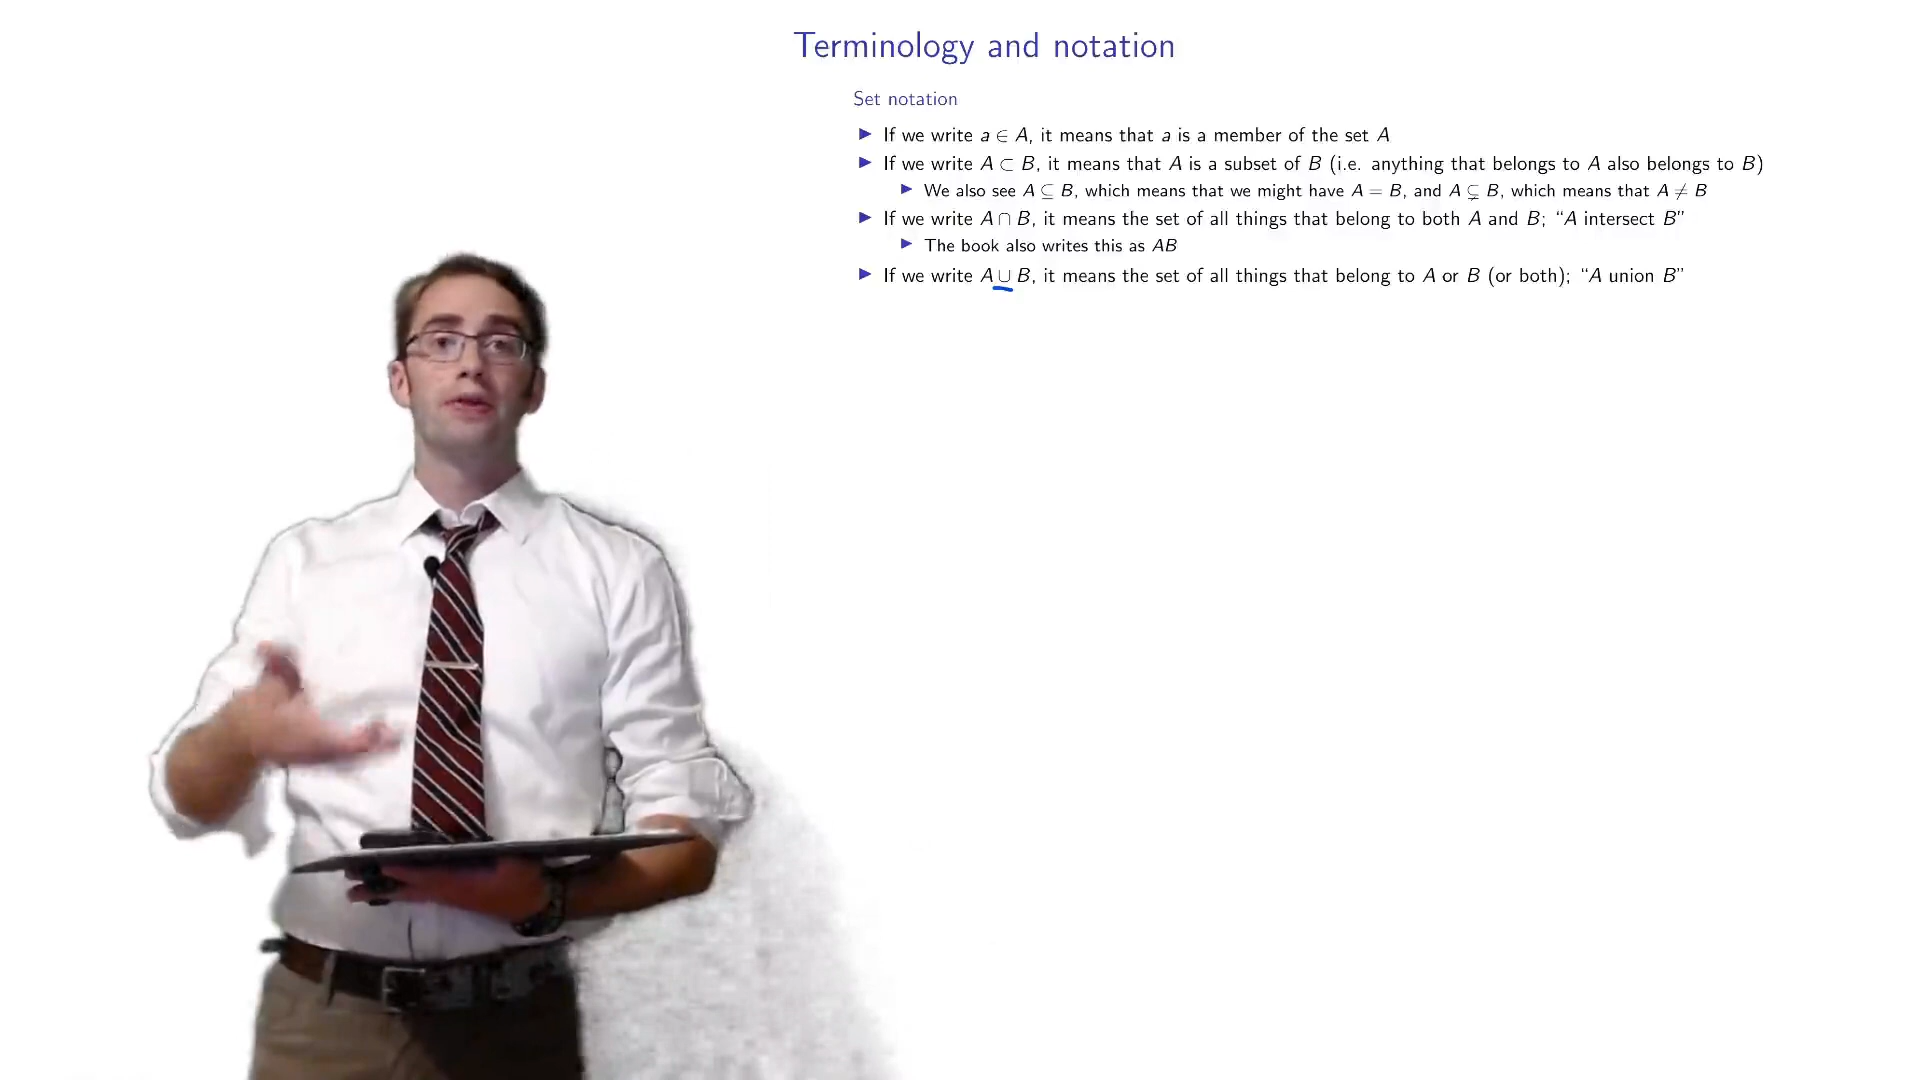 Terminology and notation
Set notation
▶ If we write a ∈ A, it means that a is a member of the set A
▶ If we write A ⊂ B, it means that A is a subset of B (i.e. anything that belongs to A also belongs to B)
▶ We also see A ⊆ B, which means that we might have A = B, and A ⊊ B, which means that A ≠ B
▶ If we write A ∩ B, it means the set of all things that belong to both A and B; “A intersect B”
▶ The book also writes this as AB
▶ If we write A ∪ B, it means the set of all things that belong to A or B (or both); “A union B”